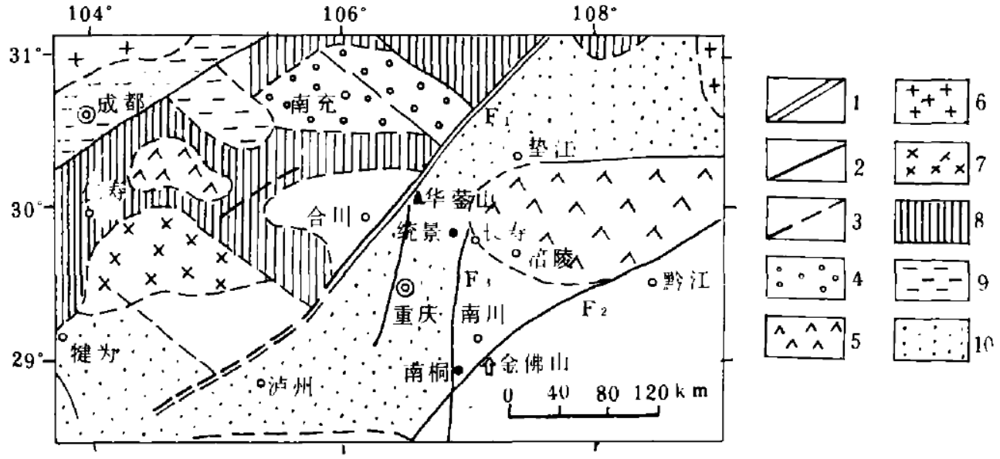 104° 106° 108°
31°
成都
南充
F₁
垫江
寿
30°
华蓥山
合川
统景
长寿
涪陵
F₃
黔江
重庆
南川
F₂
犍为
29°
南桐
金佛山
泸州
0 40 80 120 km
1
2
3
4
5
6
7
8
9
10